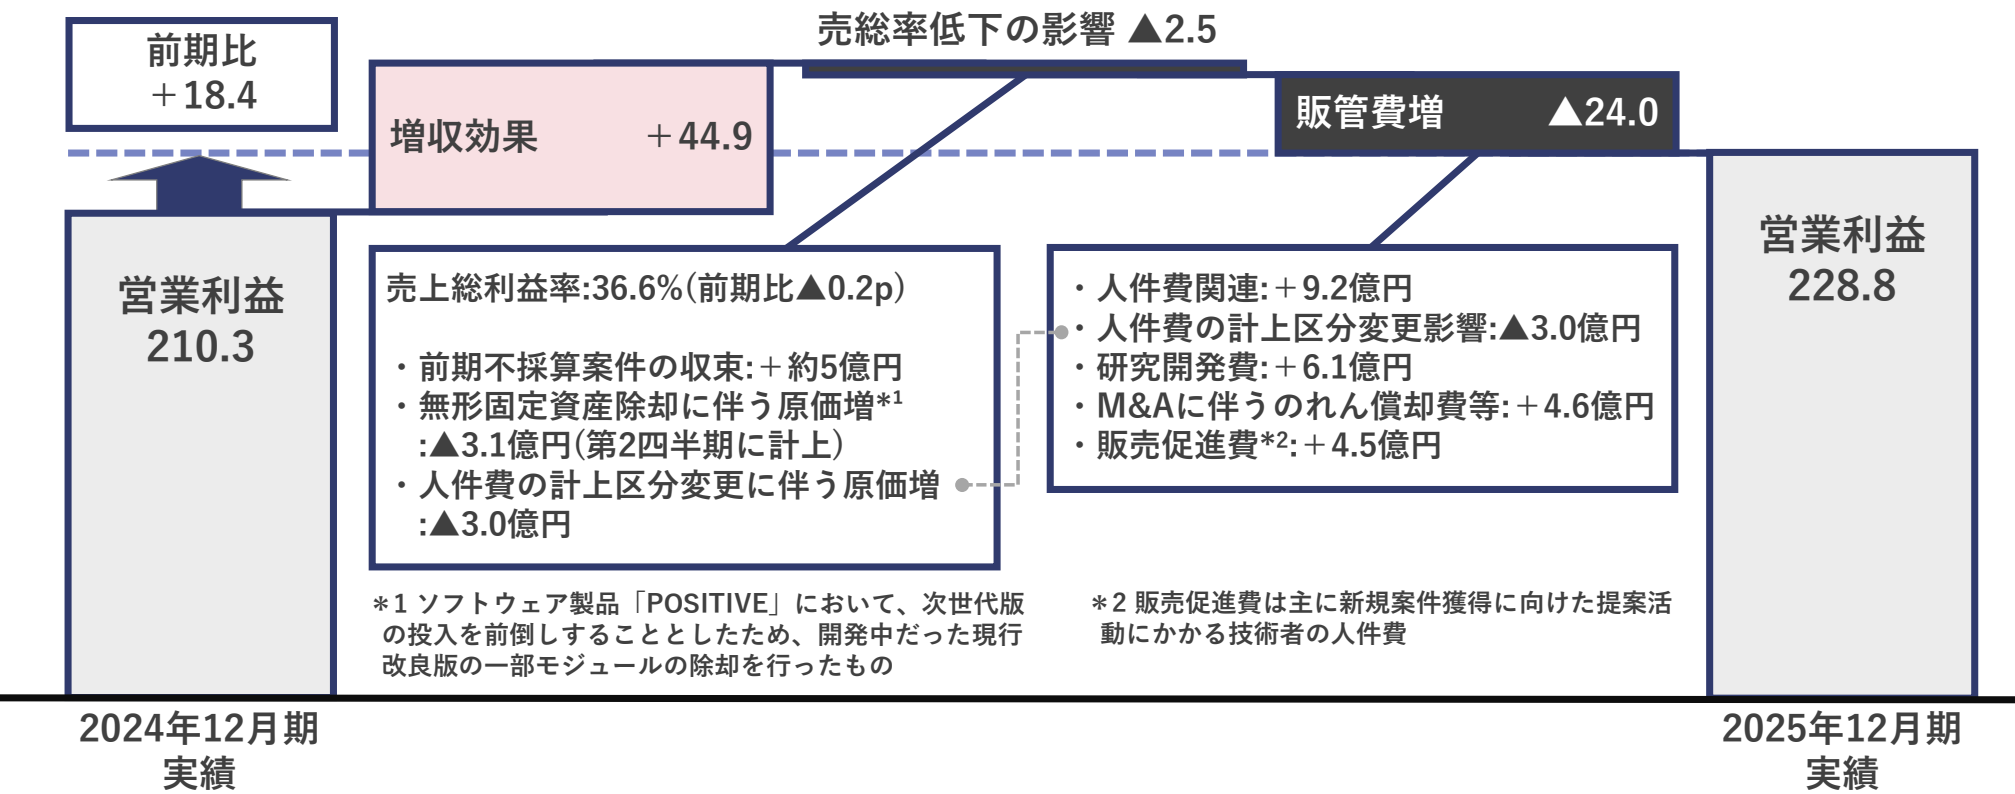 売総率低下の影響 ▲2.5
前期比
＋18.4
増収効果 ＋44.9
販管費増 ▲24.0
営業利益
210.3
営業利益
228.8
売上総利益率:36.6%(前期比▲0.2p)
・前期不採算案件の収束:＋約5億円
・無形固定資産除却に伴う原価増*1
:▲3.1億円(第2四半期に計上)
・人件費の計上区分変更に伴う原価増
:▲3.0億円
・人件費関連:＋9.2億円
・人件費の計上区分変更影響:▲3.0億円
・研究開発費:＋6.1億円
・M&Aに伴うのれん償却費等:＋4.6億円
・販売促進費*2:＋4.5億円
＊1 ソフトウェア製品「POSITIVE」において、次世代版
の投入を前倒しすることとしたため、開発中だった現行
改良版の一部モジュールの除却を行ったもの
＊2 販売促進費は主に新規案件獲得に向けた提案活
動にかかる技術者の人件費
2024年12月期
実績
2025年12月期
実績